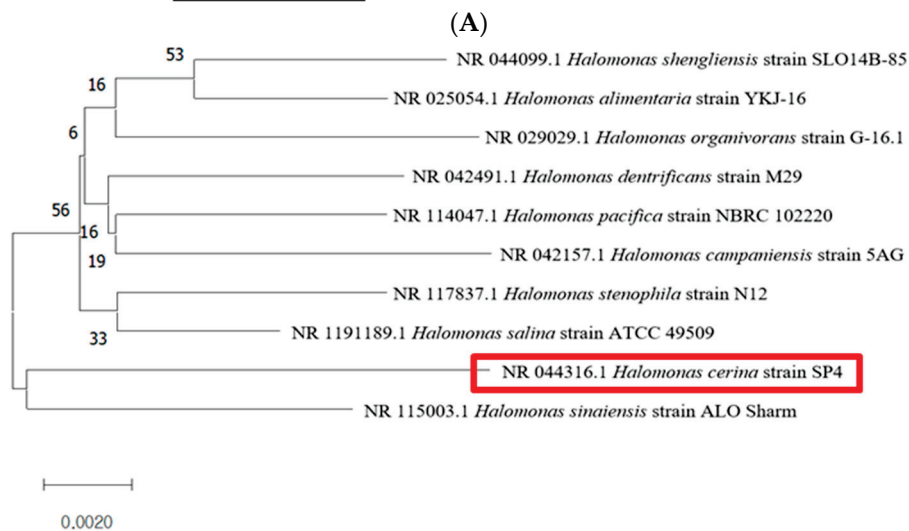 (A)
53
NR 044099.1 Halomonas shengliensis strain SLO14B-85
16
NR 025054.1 Halomonas alimentaria strain YKJ-16
6
NR 029029.1 Halomonas organivorans strain G-16.1
NR 042491.1 Halomonas dentrificans strain M29
56
NR 114047.1 Halomonas pacifica strain NBRC 102220
16
NR 042157.1 Halomonas campaniensis strain 5AG
19
NR 117837.1 Halomonas stenophila strain N12
NR 1191189.1 Halomonas salina strain ATCC 49509
33
NR 044316.1 Halomonas cerina strain SP4
NR 115003.1 Halomonas sinaiensis strain ALO Sharm
0.0020